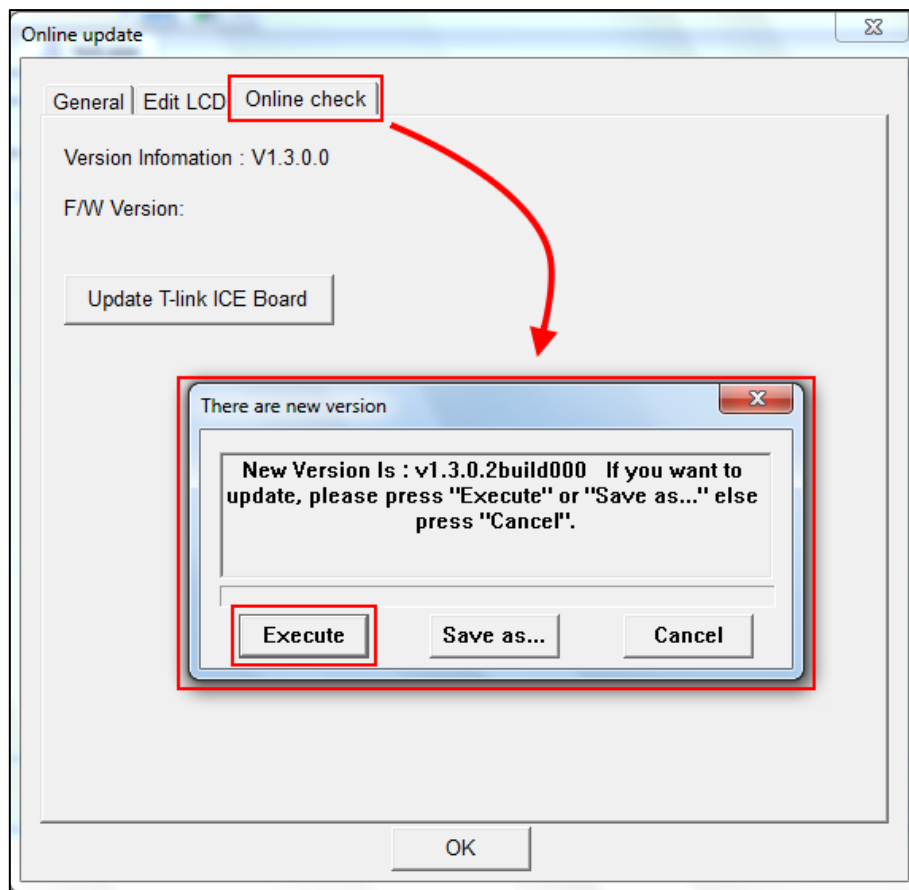 Online update
General Edit LCD Online check
Version Infomation : V1.3.0.0
F/W Version:
Update T-link ICE Board
There are new version
New Version Is : v1.3.0.2build000 If you want to
update, please press "Execute" or "Save as..." else
press "Cancel".
Execute Save as... Cancel
OK